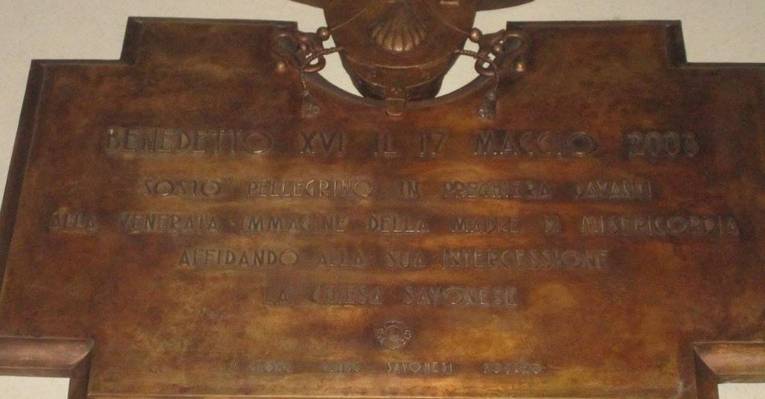 BENEDETTO XVI IL 17 MAGGIO 2008
SOSTÒ PELLEGRINO IN PREGHIERA DAVANTI
ALLA VENERATA IMMAGINE DELLA MADRE DI MISERICORDIA
AFFIDANDO ALLA SUA INTERCESSIONE
LA CHIESA SAVONESE
SAVONESI